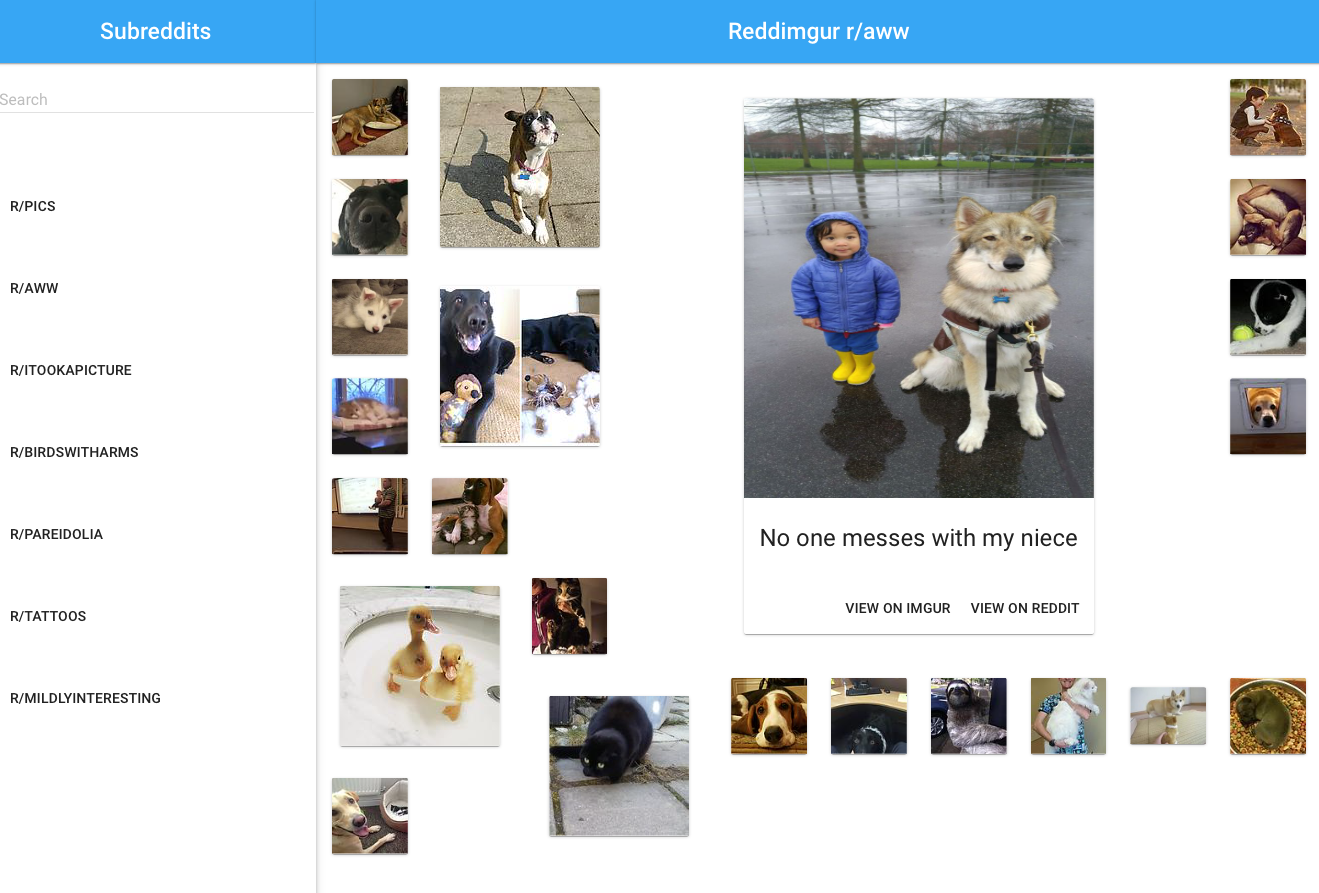 Subreddits
Reddimgur r/aww
Search
R/PICS
R/AWW
R/ITOOKAPICTURE
R/BIRDSWITHARMS
R/PAREIDOLIA
R/TATTOOS
R/MILDLYINTERESTING
No one messes with my niece
VIEW ON IMGUR VIEW ON REDDIT